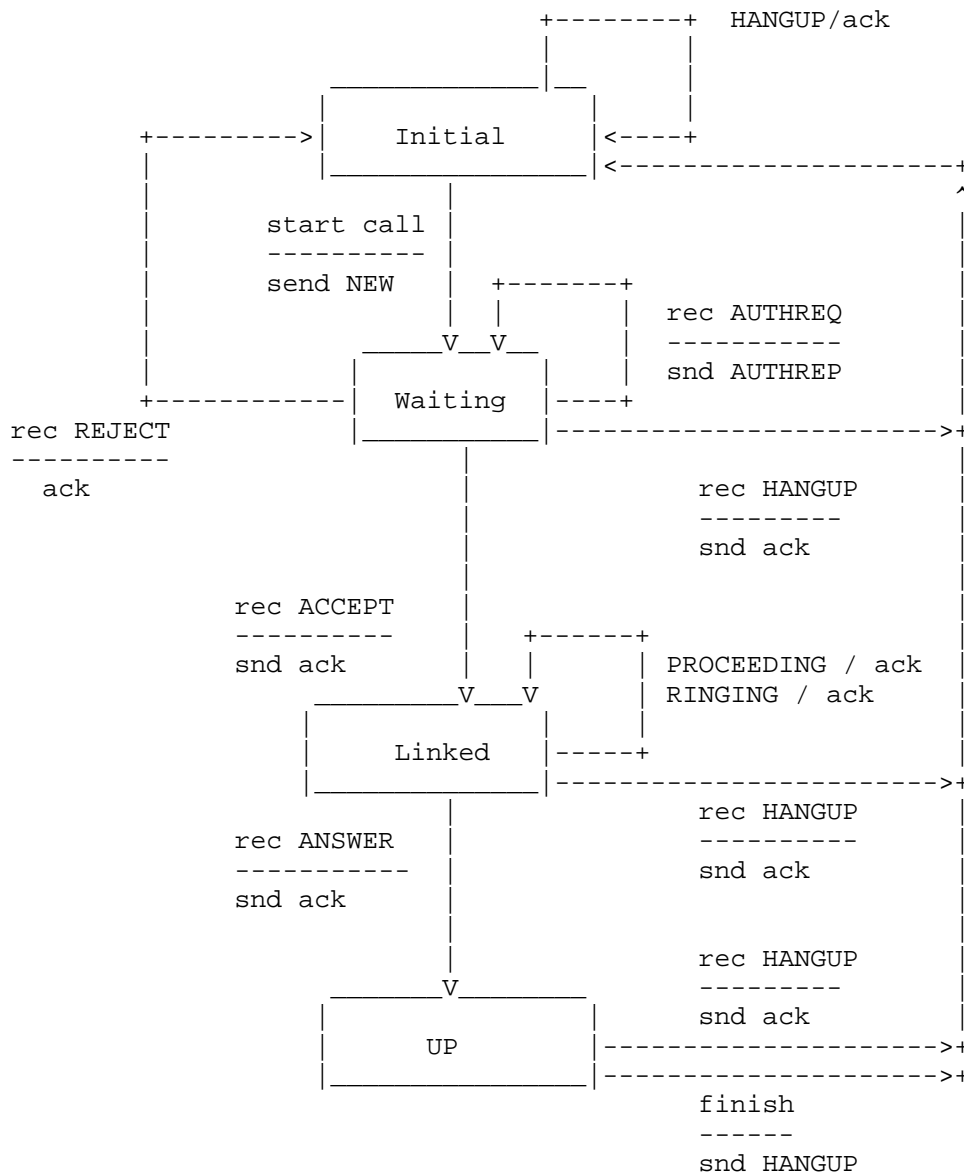 HANGUP/ack
Initial
start call
----------
send NEW
rec AUTHREQ
-----------
snd AUTHREP
Waiting
rec REJECT
----------
ack
rec HANGUP
---------
snd ack
rec ACCEPT
----------
snd ack
PROCEEDING / ack
RINGING / ack
Linked
rec HANGUP
----------
snd ack
rec ANSWER
-----------
snd ack
rec HANGUP
---------
snd ack
UP
finish
------
snd HANGUP